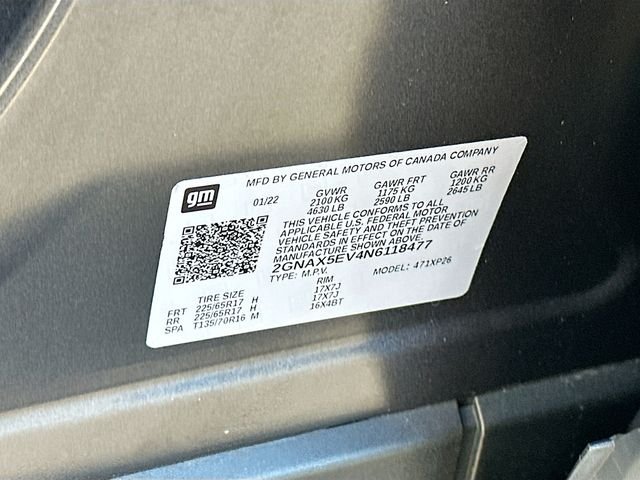 MFD BY GENERAL MOTORS OF CANADA COMPANY
gm
01/22 GVWR GAWR FRT GAWR RR
2100 KG 1175 KG 1200 KG
4630 LB 2590 LB 2645 LB
THIS VEHICLE CONFORMS TO ALL
APPLICABLE U.S. FEDERAL MOTOR
VEHICLE SAFETY AND THEFT PREVENTION
STANDARDS IN EFFECT ON THE DATE OF
MANUFACTURE SHOWN ABOVE.
2GNAX5EV4N6118477
TYPE: M.P.V. MODEL: 471XP26
TIRE SIZE RIM
FRT 225/65R17 H 17X7J
RR 225/65R17 H 17X7J
SPA T135/70R16 M 16X4BT